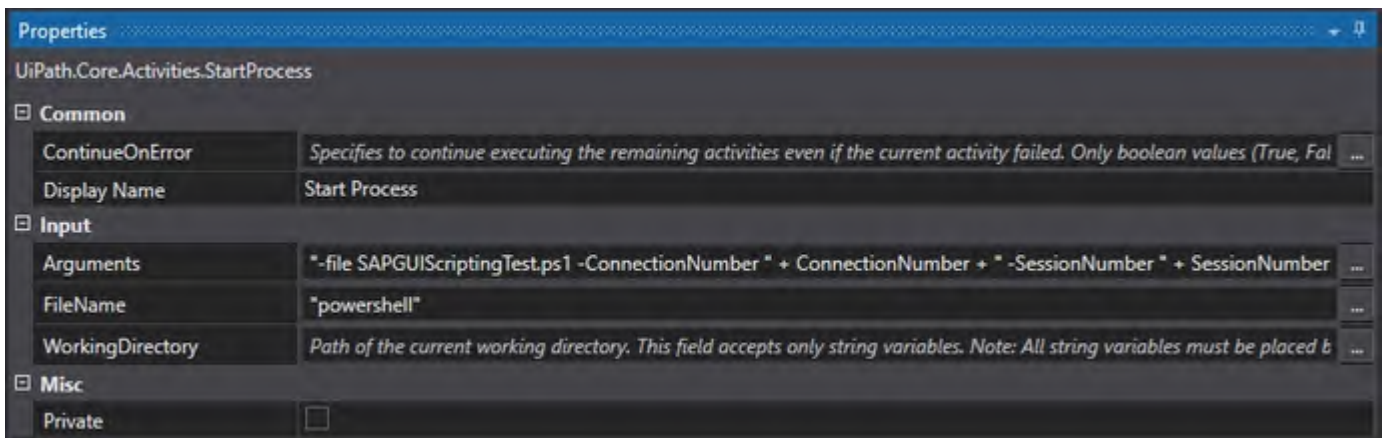 Properties
UiPath.Core.Activities.StartProcess
Common
ContinueOnError Specifies to continue executing the remaining activities even if the current activity failed. Only boolean values (True, Fal ...
Display Name Start Process
Input
Arguments "-file SAPGUIScriptingTest.ps1 -ConnectionNumber " + ConnectionNumber + " -SessionNumber " + SessionNumber ...
FileName "powershell" ...
WorkingDirectory Path of the current working directory. This field accepts only string variables. Note: All string variables must be placed b ...
Misc
Private